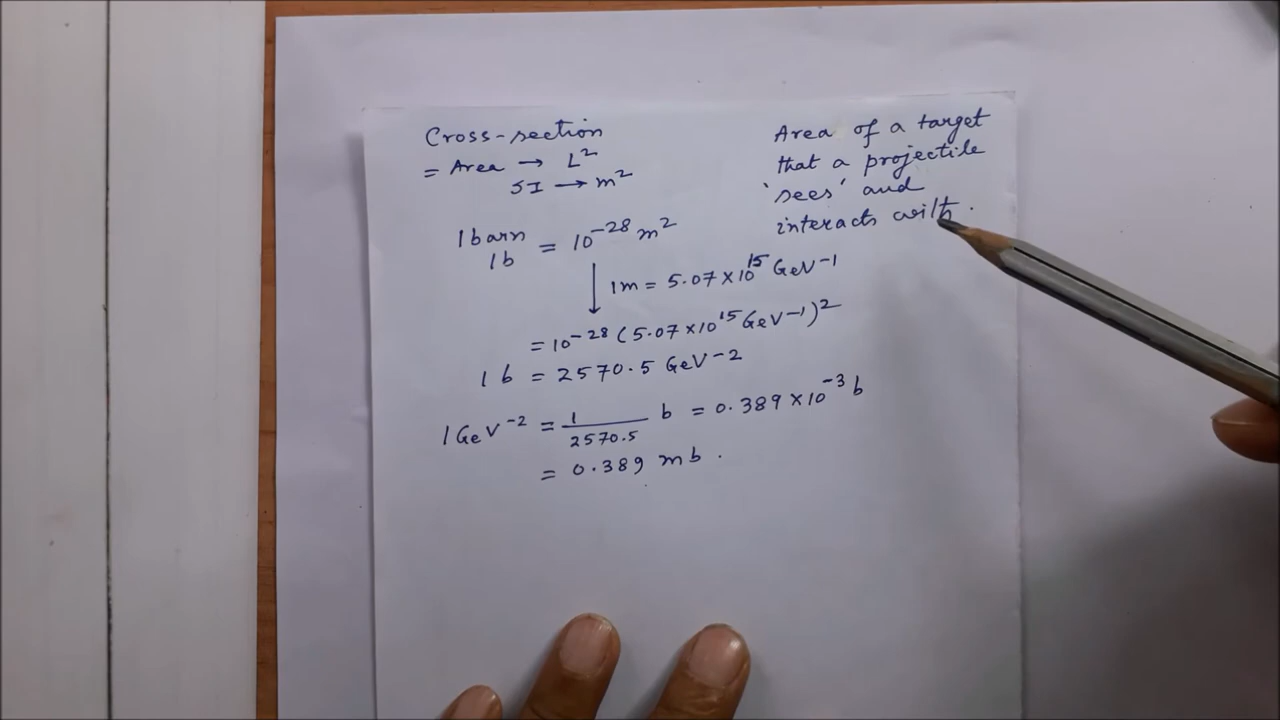 Cross-section
= Area → L²
SI → m²
Area of a target
that a projectile
'sees' and
interacts with.
1 barn
1b = 10⁻²⁸ m²
↓ 1m = 5.07 × 10¹⁵ GeV⁻¹
= 10⁻²⁸ (5.07 × 10¹⁵ GeV⁻¹)²
1 b = 2570.5 GeV⁻²
1 GeV⁻² = 1/2570.5 b = 0.389 × 10⁻³ b
= 0.389 mb.